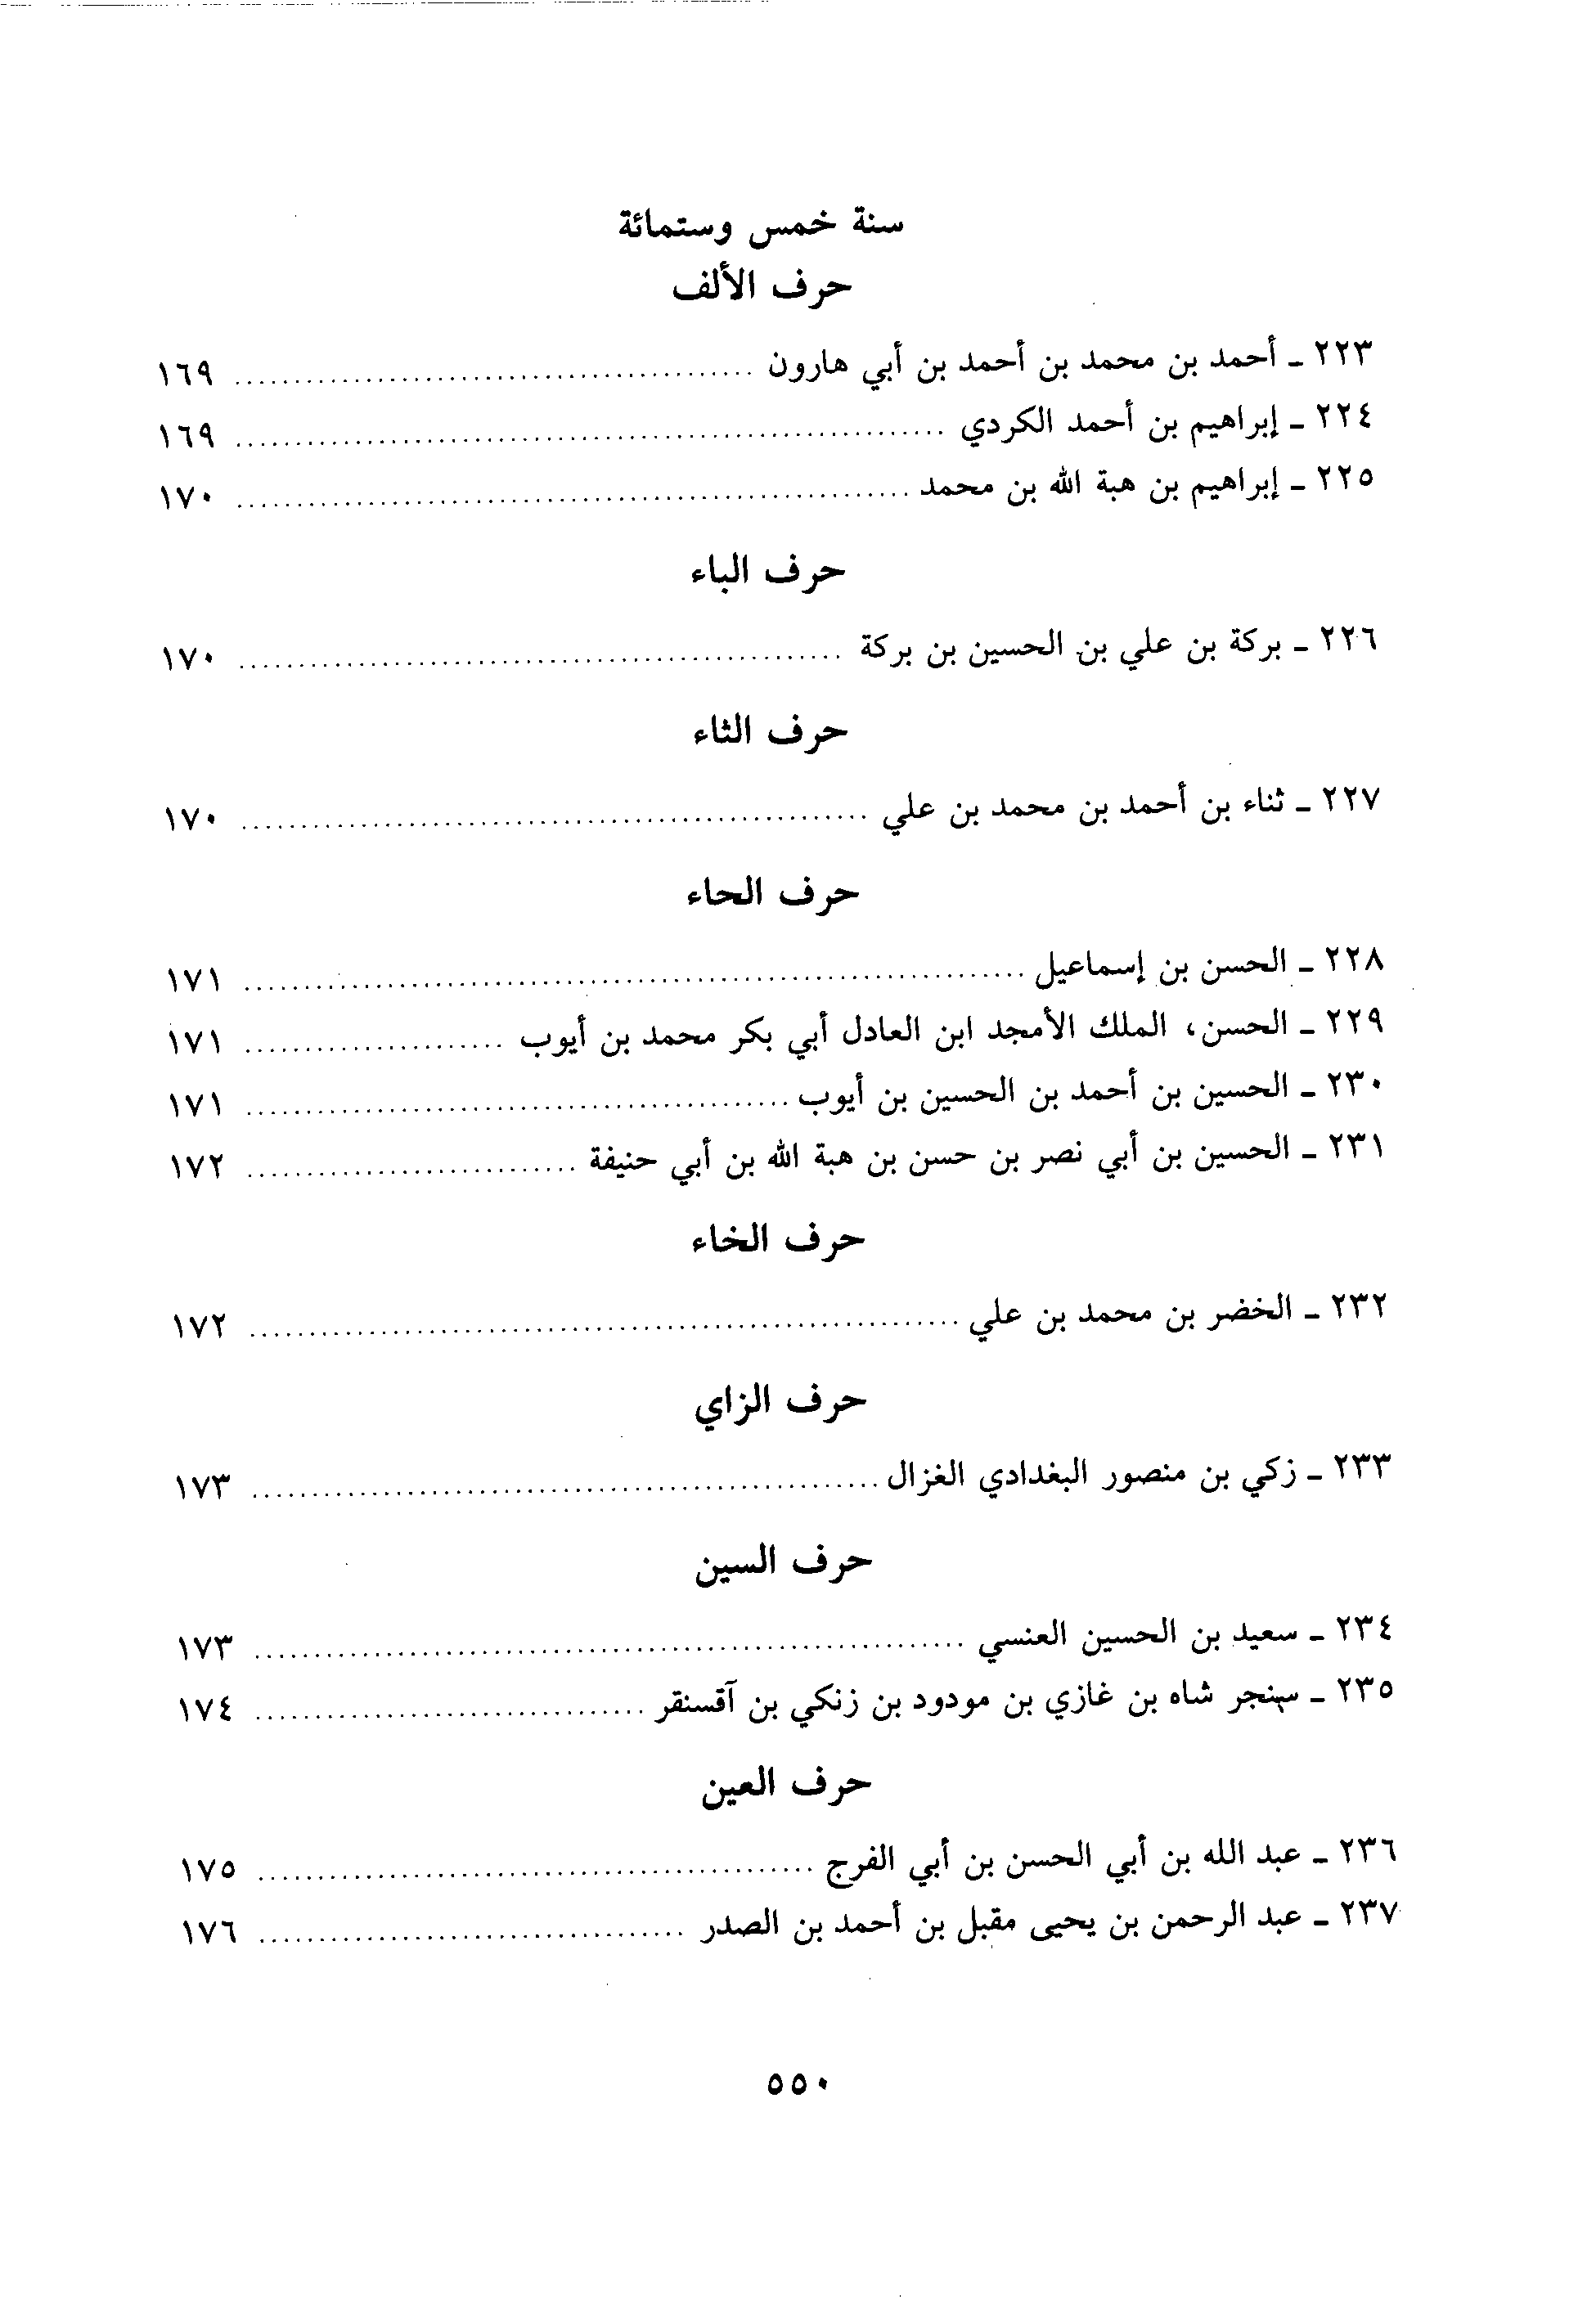 سنة خمس وستمائة
حرف الألف
٢٢٣ ـ أحمد بن محمد بن أحمد بن أبي هارون ........ ١٦٩
٢٢٤ ـ إبراهيم بن أحمد الكردي ........ ١٦٩
٢٢٥ ـ إبراهيم بن هبة الله بن محمد ........ ١٧٠
حرف الباء
٢٢٦ ـ بركة بن علي بن الحسين بن بركة ........ ١٧٠
حرف الثاء
٢٢٧ ـ ثناء بن أحمد بن محمد بن علي ........ ١٧٠
حرف الحاء
٢٢٨ ـ الحسن بن إسماعيل ........ ١٧١
٢٢٩ ـ الحسن، الملك الأمجد ابن العادل أبي بكر محمد بن أيوب ........ ١٧١
٢٣٠ ـ الحسين بن أحمد بن الحسين بن أيوب ........ ١٧١
٢٣١ ـ الحسين بن أبي نصر بن حسن بن هبة الله بن أبي حنيفة ........ ١٧٢
حرف الخاء
٢٣٢ ـ الخضر بن محمد بن علي ........ ١٧٢
حرف الزاي
٢٣٣ ـ زكي بن منصور البغدادي الغزال ........ ١٧٣
حرف السين
٢٣٤ ـ سعيد بن الحسين العنسي ........ ١٧٣
٢٣٥ ـ سنجر شاه بن غازي بن مودود بن زنكي بن آقسنقر ........ ١٧٤
حرف العين
٢٣٦ ـ عبد الله بن أبي الحسن بن أبي الفرج ........ ١٧٥
٢٣٧ ـ عبد الرحمن بن يحيى مقبل بن أحمد بن الصدر ........ ١٧٦
٥٥٠